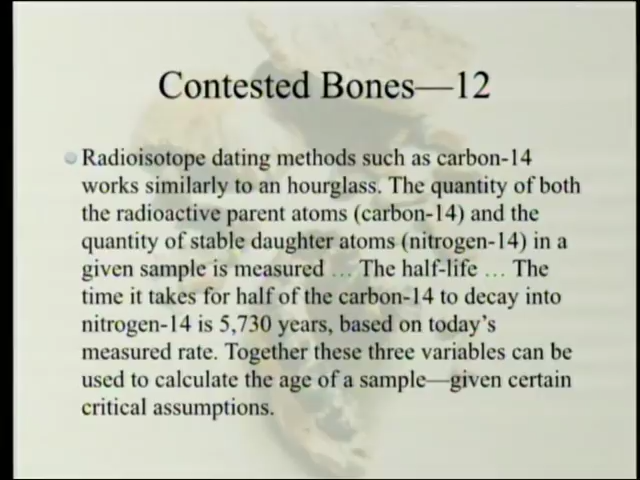 Contested Bones—12
Radioisotope dating methods such as carbon-14
works similarly to an hourglass. The quantity of both
the radioactive parent atoms (carbon-14) and the
quantity of stable daughter atoms (nitrogen-14) in a
given sample is measured … The half-life … The
time it takes for half of the carbon-14 to decay into
nitrogen-14 is 5,730 years, based on today’s
measured rate. Together these three variables can be
used to calculate the age of a sample—given certain
critical assumptions.